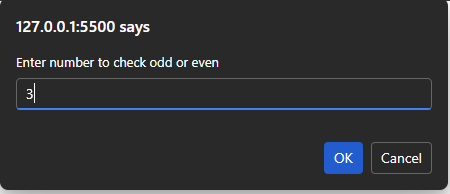 127.0.0.1:5500 says
Enter number to check odd or even
3
OK
Cancel